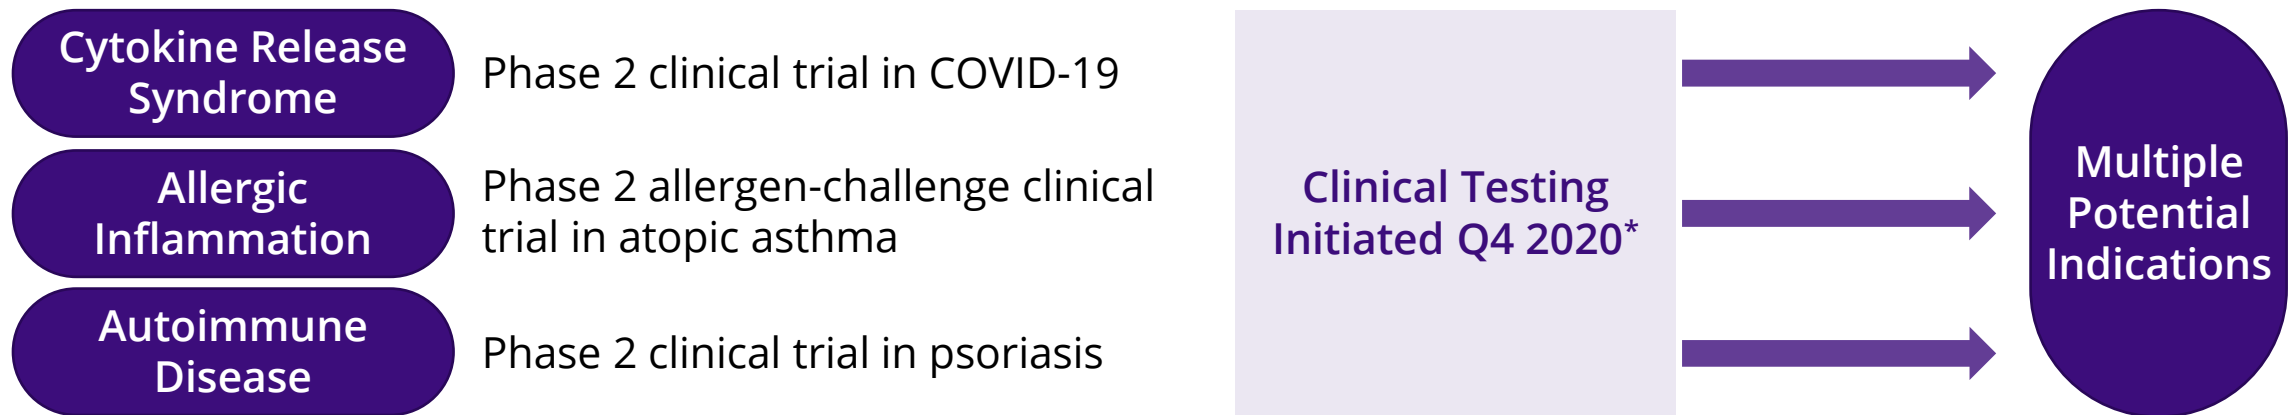 Cytokine Release
Syndrome
Phase 2 clinical trial in COVID-19
Allergic
Inflammation
Phase 2 allergen-challenge clinical
trial in atopic asthma
Autoimmune
Disease
Phase 2 clinical trial in psoriasis
Clinical Testing
Initiated Q4 2020*
Multiple
Potential
Indications